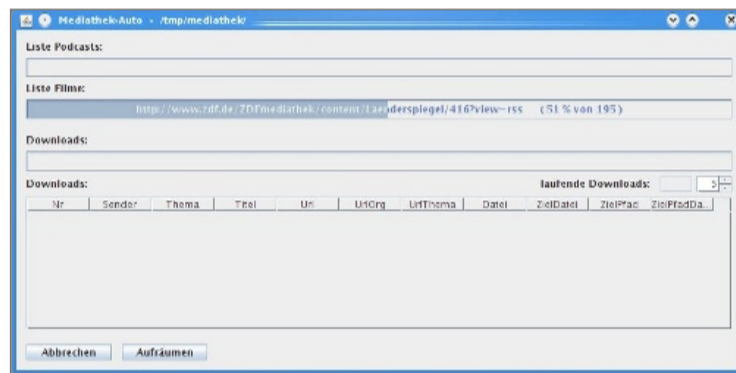 Mediathek-Auto - /tmp/mediathek/
Liste Podcasts:
Liste Filme:
http://www.zdf.de/ZDFmediathek/content/Laenderspiegel/416?view=rss (51 % von 195)
Downloads:
Downloads: laufende Downloads: 5
Nr Sender Thema Titel Url UrlOrg UrlThema Datei ZielDatei ZielPfad ZielPfadDa...
Abbrechen Aufräumen